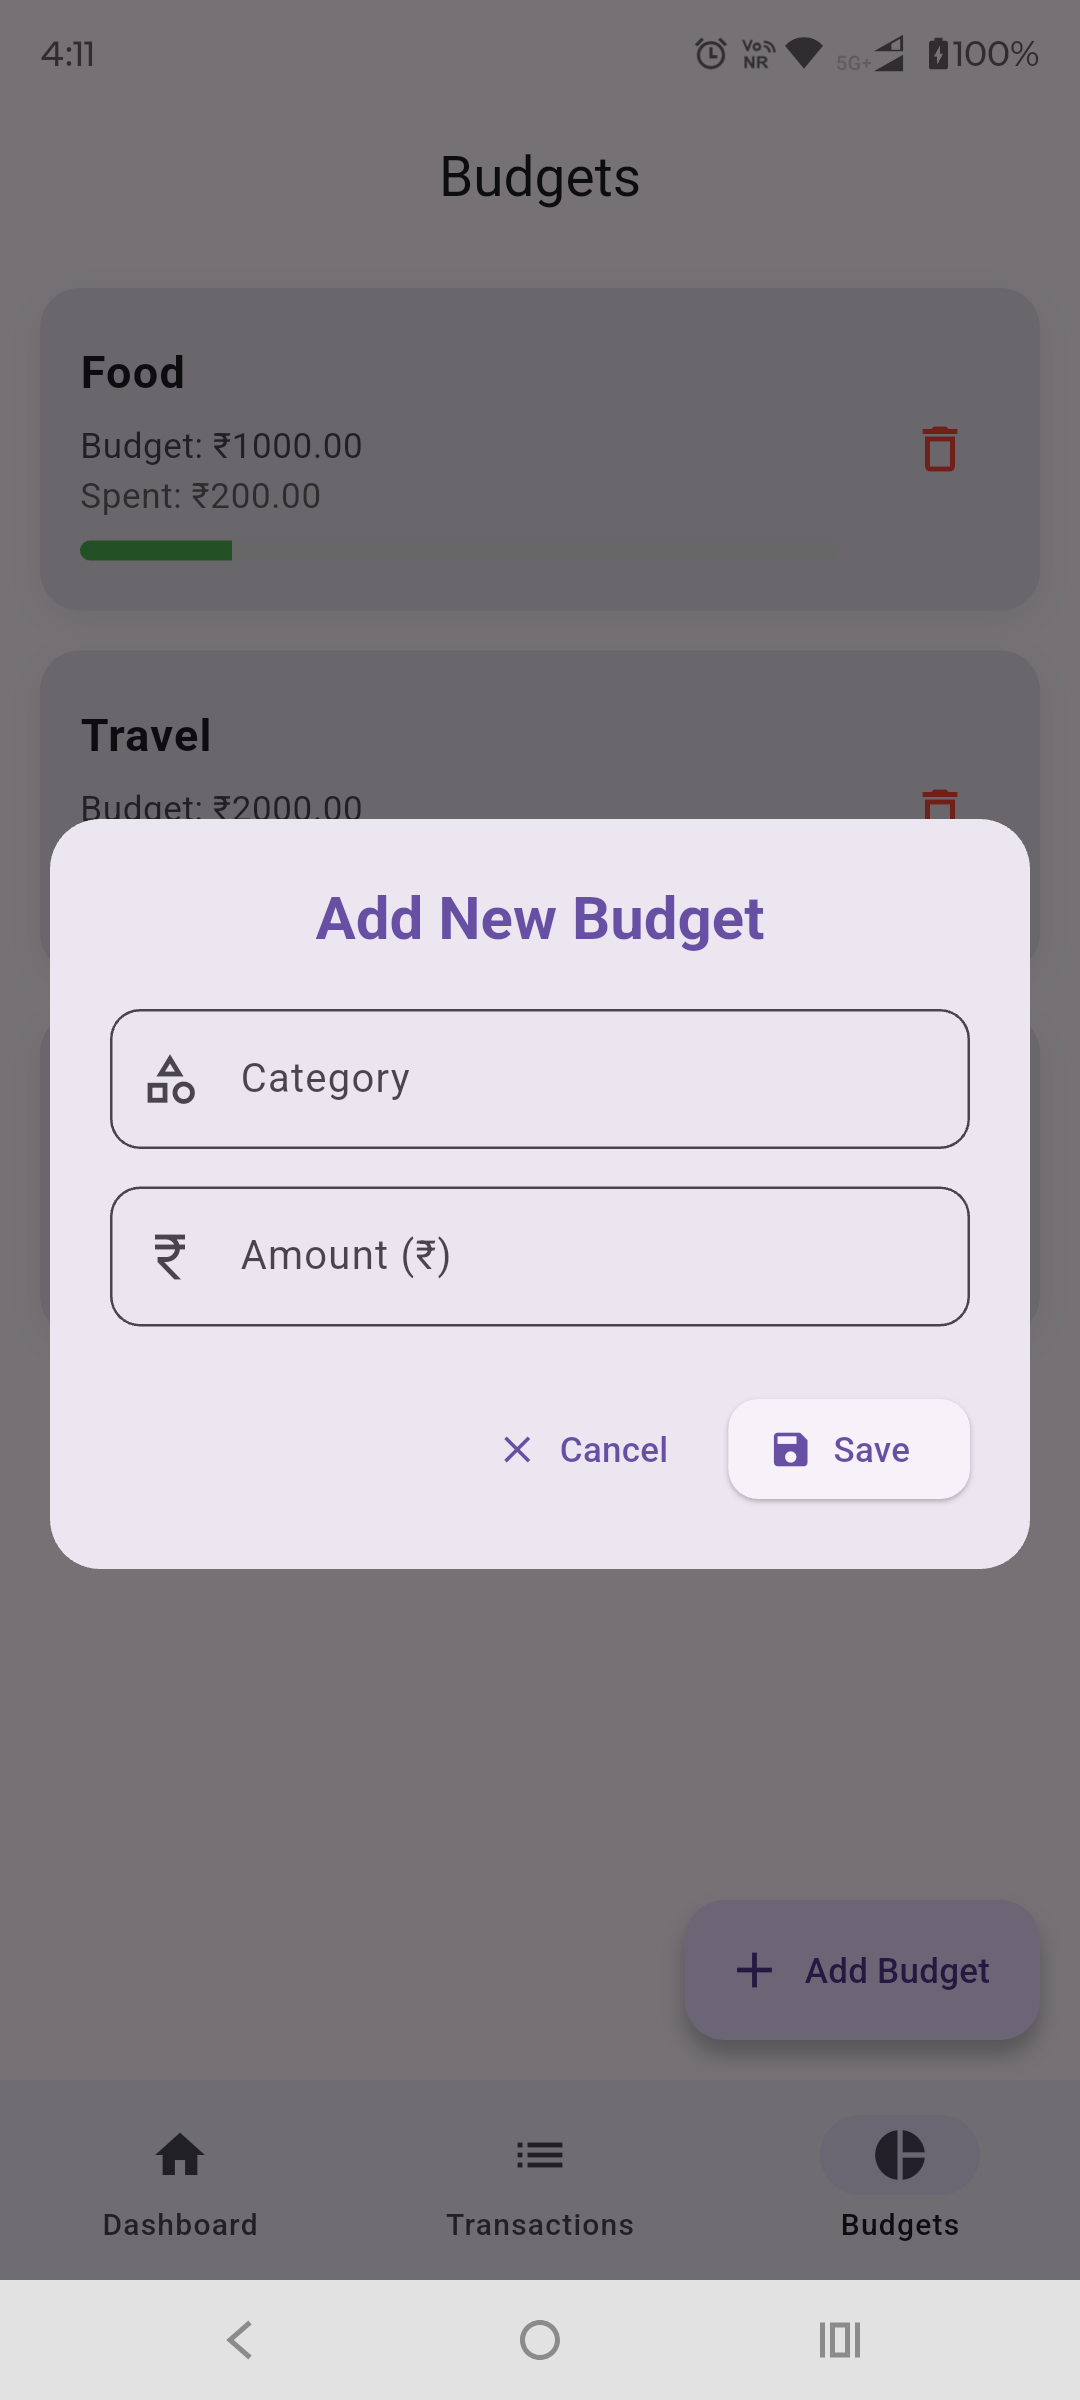 4:11
Vo
NR
5G+
100%
Budgets
Food
Budget: ₹1000.00
Spent: ₹200.00
Travel
Budget: ₹2000.00
Add New Budget
Category
Amount (₹)
Cancel
Save
Add Budget
Dashboard
Transactions
Budgets